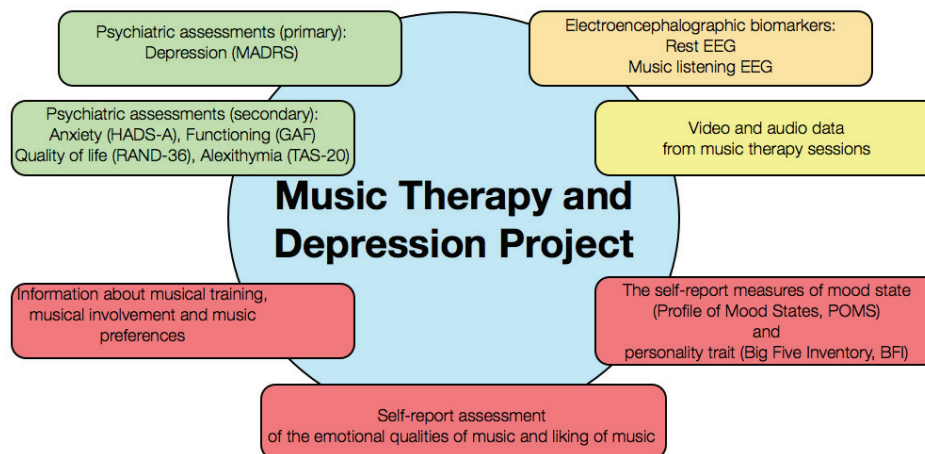 Psychiatric assessments (primary):
Depression (MADRS)
Electroencephalographic biomarkers:
Rest EEG
Music listening EEG
Psychiatric assessments (secondary):
Anxiety (HADS-A), Functioning (GAF)
Quality of life (RAND-36), Alexithymia (TAS-20)
Video and audio data
from music therapy sessions
Music Therapy and
Depression Project
Information about musical training,
musical involvement and music
preferences
The self-report measures of mood state
(Profile of Mood States, POMS)
and
personality trait (Big Five Inventory, BFI)
Self-report assessment
of the emotional qualities of music and liking of music